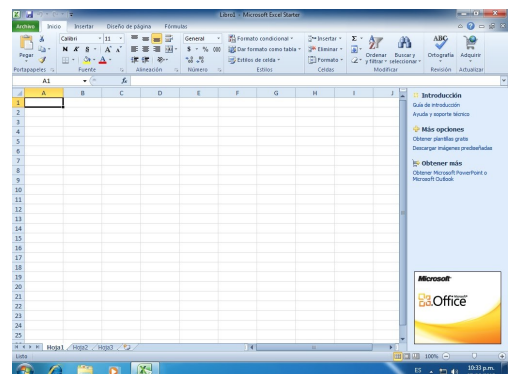 Libro1 - Microsoft Excel Starter
Archivo Inicio Insertar Diseño de página Fórmulas
Pegar
Calibri 11
N K S
A A
General
$ % 000
Formato condicional
Dar formato como tabla
Estilos de celda
Insertar
Eliminar
Formato
Σ
Ordenar y filtrar
Buscar y seleccionar
ABC
Ortografía
Adquirir
Portapapeles Fuente Alineación Número Estilos Celdas Modificar Revisión Actualizar
A1 fx
A B C D E F G H I J
1
2
3
4
5
6
7
8
9
10
11
12
13
14
15
16
17
18
19
20
21
22
23
24
25
Introducción
Guía de introducción
Ayuda y soporte técnico
Más opciones
Obtener plantillas gratis
Descargar imágenes prediseñadas
Obtener más
Obtener Microsoft PowerPoint o
Microsoft Outlook
Microsoft
Microsoft
Office
Hoja1 Hoja2 Hoja3
Listo 100%
ES 10:33 p.m.